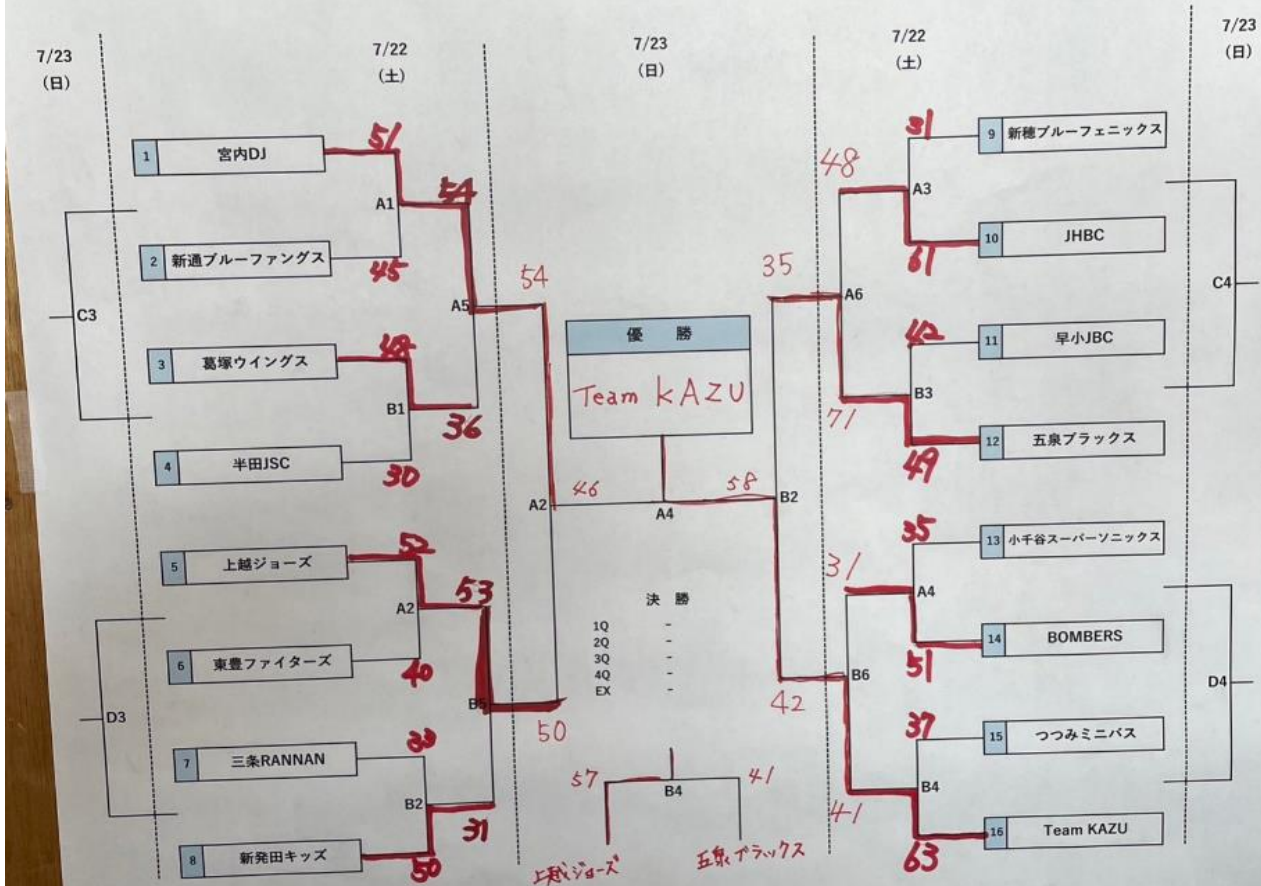 7/23
(日)
7/22
(土)
7/23
(日)
7/22
(土)
7/23
(日)
1 宮内DJ
51
A1
54
2 新通ブルーファングス
45
C3
A5
54
3 葛塚ウイングス
48
B1
36
4 半田JSC
30
A2
46
5 上越ジョーズ
52
A2
53
6 東豊ファイターズ
40
D3
B5
50
7 三条RANNAN
33
B2
31
8 新発田キッズ
50
優 勝
Team KAZU
A4
58
決 勝
1Q -
2Q -
3Q -
4Q -
EX -
57
B4
41
上越ジョーズ
五泉ブラックス
31
9 新穂ブルーフェニックス
48
A3
10 JHBC
61
35
A6
C4
42
11 早小JBC
71
B3
12 五泉ブラックス
49
B2
35
13 小千谷スーパーソニックス
31
A4
14 BOMBERS
51
42
B6
D4
37
15 つつみミニバス
41
B4
16 Team KAZU
63